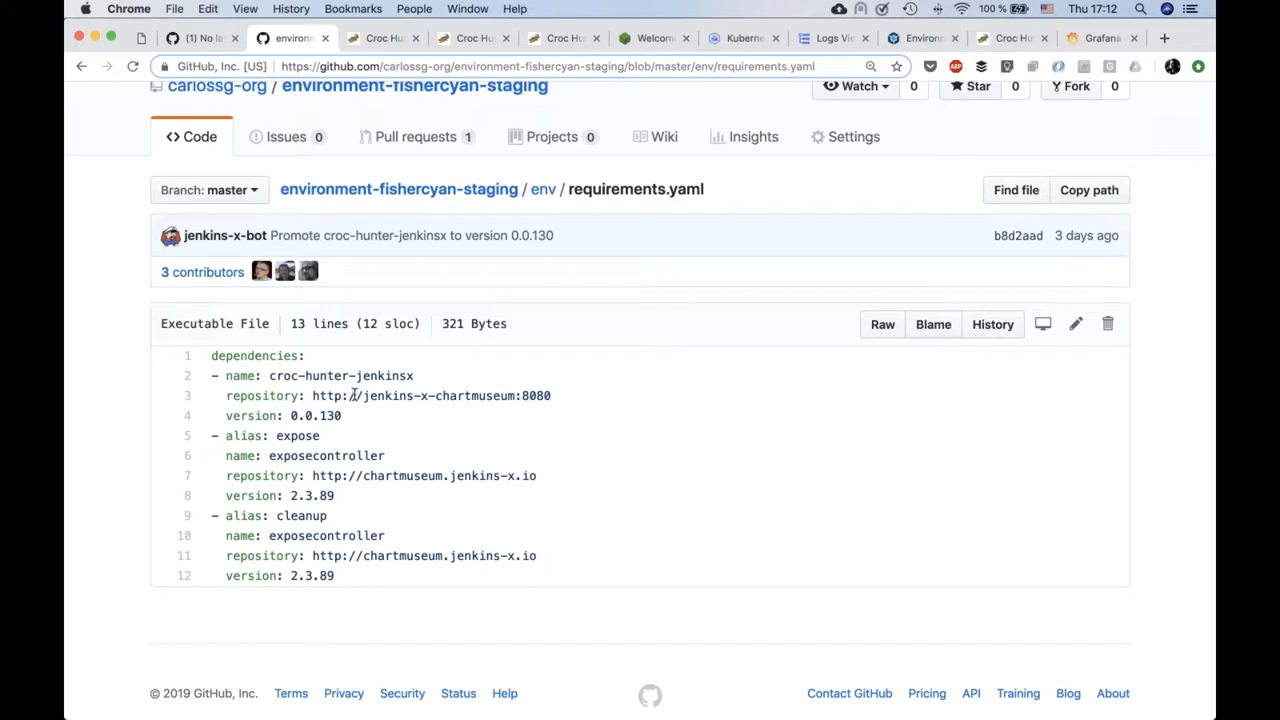 Chrome File Edit View History Bookmarks People Window Help 100 % Thu 17:12
(1) No la × environ × Croc Hu × Croc Hu × Croc Hu × Welcom × Kuberne × Logs Vie × Environ × Croc Hu × Grafana ×
GitHub, Inc. [US] https://github.com/carlossg-org/environment-fishercyan-staging/blob/master/env/requirements.yaml
carlossg-org / environment-fishercyan-staging Watch 0 Star 0 Fork 0
<> Code Issues 0 Pull requests 1 Projects 0 Wiki Insights Settings
Branch: master environment-fishercyan-staging / env / requirements.yaml Find file Copy path
jenkins-x-bot Promote croc-hunter-jenkinsx to version 0.0.130 b8d2aad 3 days ago
3 contributors
Executable File 13 lines (12 sloc) 321 Bytes Raw Blame History
1 dependencies:
2 - name: croc-hunter-jenkinsx
3 repository: http://jenkins-x-chartmuseum:8080
4 version: 0.0.130
5 - alias: expose
6 name: exposecontroller
7 repository: http://chartmuseum.jenkins-x.io
8 version: 2.3.89
9 - alias: cleanup
10 name: exposecontroller
11 repository: http://chartmuseum.jenkins-x.io
12 version: 2.3.89
© 2019 GitHub, Inc. Terms Privacy Security Status Help Contact GitHub Pricing API Training Blog About